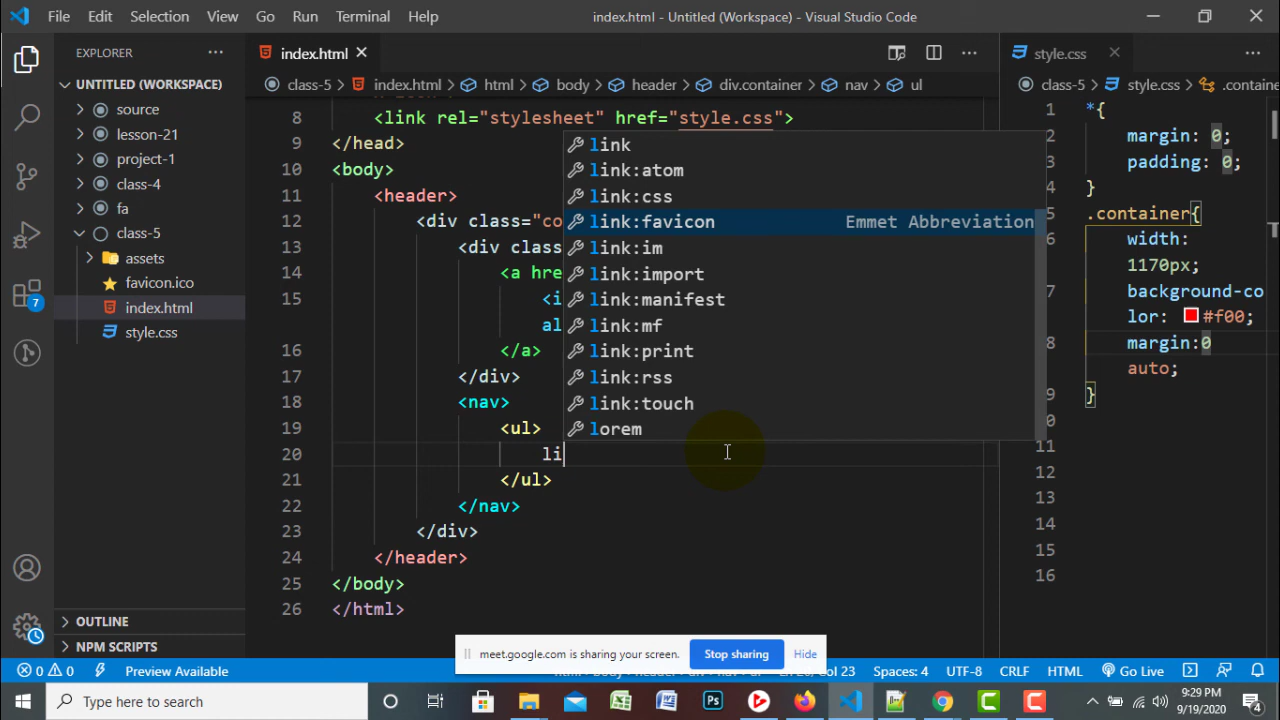 File Edit Selection View Go Run Terminal Help index.html - Untitled (Workspace) - Visual Studio Code
EXPLORER
UNTITLED (WORKSPACE)
source
lesson-21
project-1
class-4
fa
class-5
assets
favicon.ico
index.html
style.css
OUTLINE
NPM SCRIPTS
7
index.html
class-5 index.html html body header div.container nav ul
8 <link rel="stylesheet" href="style.css">
9 </head>
10 <body>
11 <header>
12 <div class="co
13 <div class
14 <a hre
15 <i
al
16 </a>
17 </div>
18 <nav>
19 <ul>
20 li
21 </ul>
22 </nav>
23 </div>
24 </header>
25 </body>
26 </html>
link
link:atom
link:css
link:favicon Emmet Abbreviation
link:im
link:import
link:manifest
link:mf
link:print
link:rss
link:touch
lorem
style.css
class-5 style.css .containe
1 *{
2 margin: 0;
3 padding: 0;
4 }
5 .container{
6 width:
1170px;
7 background-co
lor: #f00;
8 margin:0
auto;
9 }
10
11
12
13
14
15
16
meet.google.com is sharing your screen. Stop sharing Hide
0 0 Preview Available Col 23 Spaces: 4 UTF-8 CRLF HTML Go Live
Type here to search
9:29 PM
9/19/2020